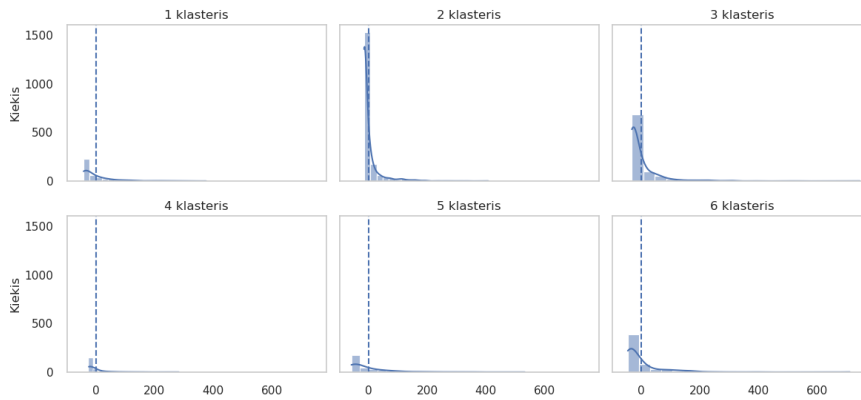 1 klasteris
2 klasteris
3 klasteris
1500
1000
500
0
Kiekis
4 klasteris
5 klasteris
6 klasteris
1500
1000
500
0
Kiekis
0 200 400 600
0 200 400 600
0 200 400 600